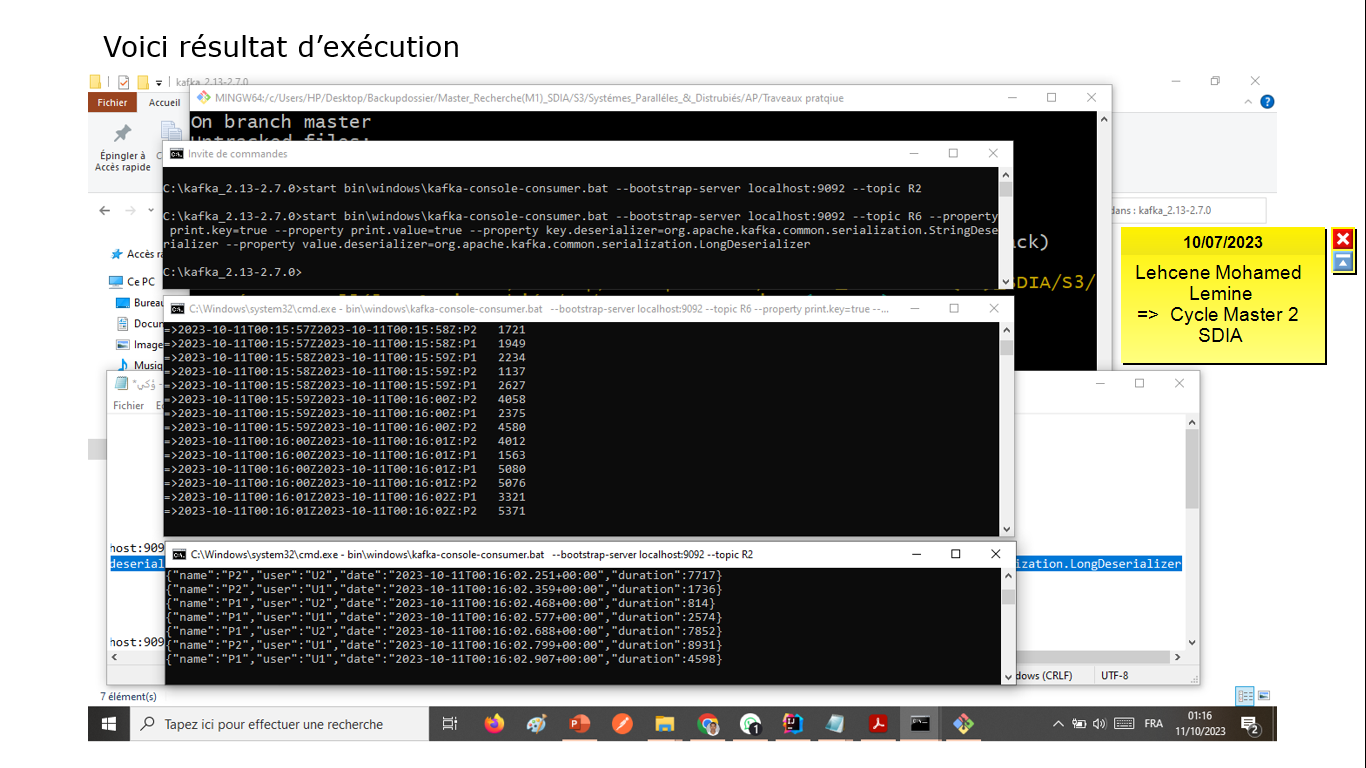 Voici résultat d’exécution
kafka_2.13-2.7.0
Fichier
Accueil
MINGW64:/c/Users/HP/Desktop/Backupdossier/Master_Recherche(M1)_SDIA/S3/Systémes_Paralléles_&_Distrubiés/AP/Traveaux pratqiue
On branch master
Untracked files:
Épingler à
Accès rapide
Invite de commandes
C:\kafka_2.13-2.7.0>start bin\windows\kafka-console-consumer.bat --bootstrap-server localhost:9092 --topic R2
C:\kafka_2.13-2.7.0>start bin\windows\kafka-console-consumer.bat --bootstrap-server localhost:9092 --topic R6 --property
print.key=true --property print.value=true --property key.deserializer=org.apache.kafka.common.serialization.StringDese
rializer --property value.deserializer=org.apache.kafka.common.serialization.LongDeserializer
C:\kafka_2.13-2.7.0>
dans : kafka_2.13-2.7.0
ck)
SDIA/S3/
10/07/2023
Lehcene Mohamed
Lemine
=> Cycle Master 2
SDIA
Accès ra
Ce PC
Bureau
Docum
Image
Musiq
C:\Windows\system32\cmd.exe - bin\windows\kafka-console-consumer.bat --bootstrap-server localhost:9092 --topic R6 --property print.key=true --...
=>2023-10-11T00:15:57Z2023-10-11T00:15:58Z:P2 1721
=>2023-10-11T00:15:57Z2023-10-11T00:15:58Z:P1 1949
=>2023-10-11T00:15:58Z2023-10-11T00:15:59Z:P1 2234
=>2023-10-11T00:15:58Z2023-10-11T00:15:59Z:P2 1137
=>2023-10-11T00:15:58Z2023-10-11T00:15:59Z:P1 2627
=>2023-10-11T00:15:59Z2023-10-11T00:16:00Z:P2 4058
=>2023-10-11T00:15:59Z2023-10-11T00:16:00Z:P1 2375
=>2023-10-11T00:15:59Z2023-10-11T00:16:00Z:P2 4580
=>2023-10-11T00:16:00Z2023-10-11T00:16:01Z:P2 4012
=>2023-10-11T00:16:00Z2023-10-11T00:16:01Z:P1 1563
=>2023-10-11T00:16:00Z2023-10-11T00:16:01Z:P1 5080
=>2023-10-11T00:16:00Z2023-10-11T00:16:01Z:P2 5076
=>2023-10-11T00:16:01Z2023-10-11T00:16:02Z:P1 3321
=>2023-10-11T00:16:01Z2023-10-11T00:16:02Z:P2 5371
Fichier
host:909
deserial
ization.LongDeserializer
host:909
C:\Windows\system32\cmd.exe - bin\windows\kafka-console-consumer.bat --bootstrap-server localhost:9092 --topic R2
{"name":"P2","user":"U2","date":"2023-10-11T00:16:02.251+00:00","duration":7717}
{"name":"P2","user":"U1","date":"2023-10-11T00:16:02.359+00:00","duration":1736}
{"name":"P1","user":"U2","date":"2023-10-11T00:16:02.468+00:00","duration":814}
{"name":"P1","user":"U1","date":"2023-10-11T00:16:02.577+00:00","duration":2574}
{"name":"P1","user":"U2","date":"2023-10-11T00:16:02.688+00:00","duration":7852}
{"name":"P2","user":"U1","date":"2023-10-11T00:16:02.799+00:00","duration":8931}
{"name":"P1","user":"U1","date":"2023-10-11T00:16:02.907+00:00","duration":4598}
dows (CRLF)
UTF-8
7 élément(s)
Tapez ici pour effectuer une recherche
FRA
01:16
11/10/2023
2